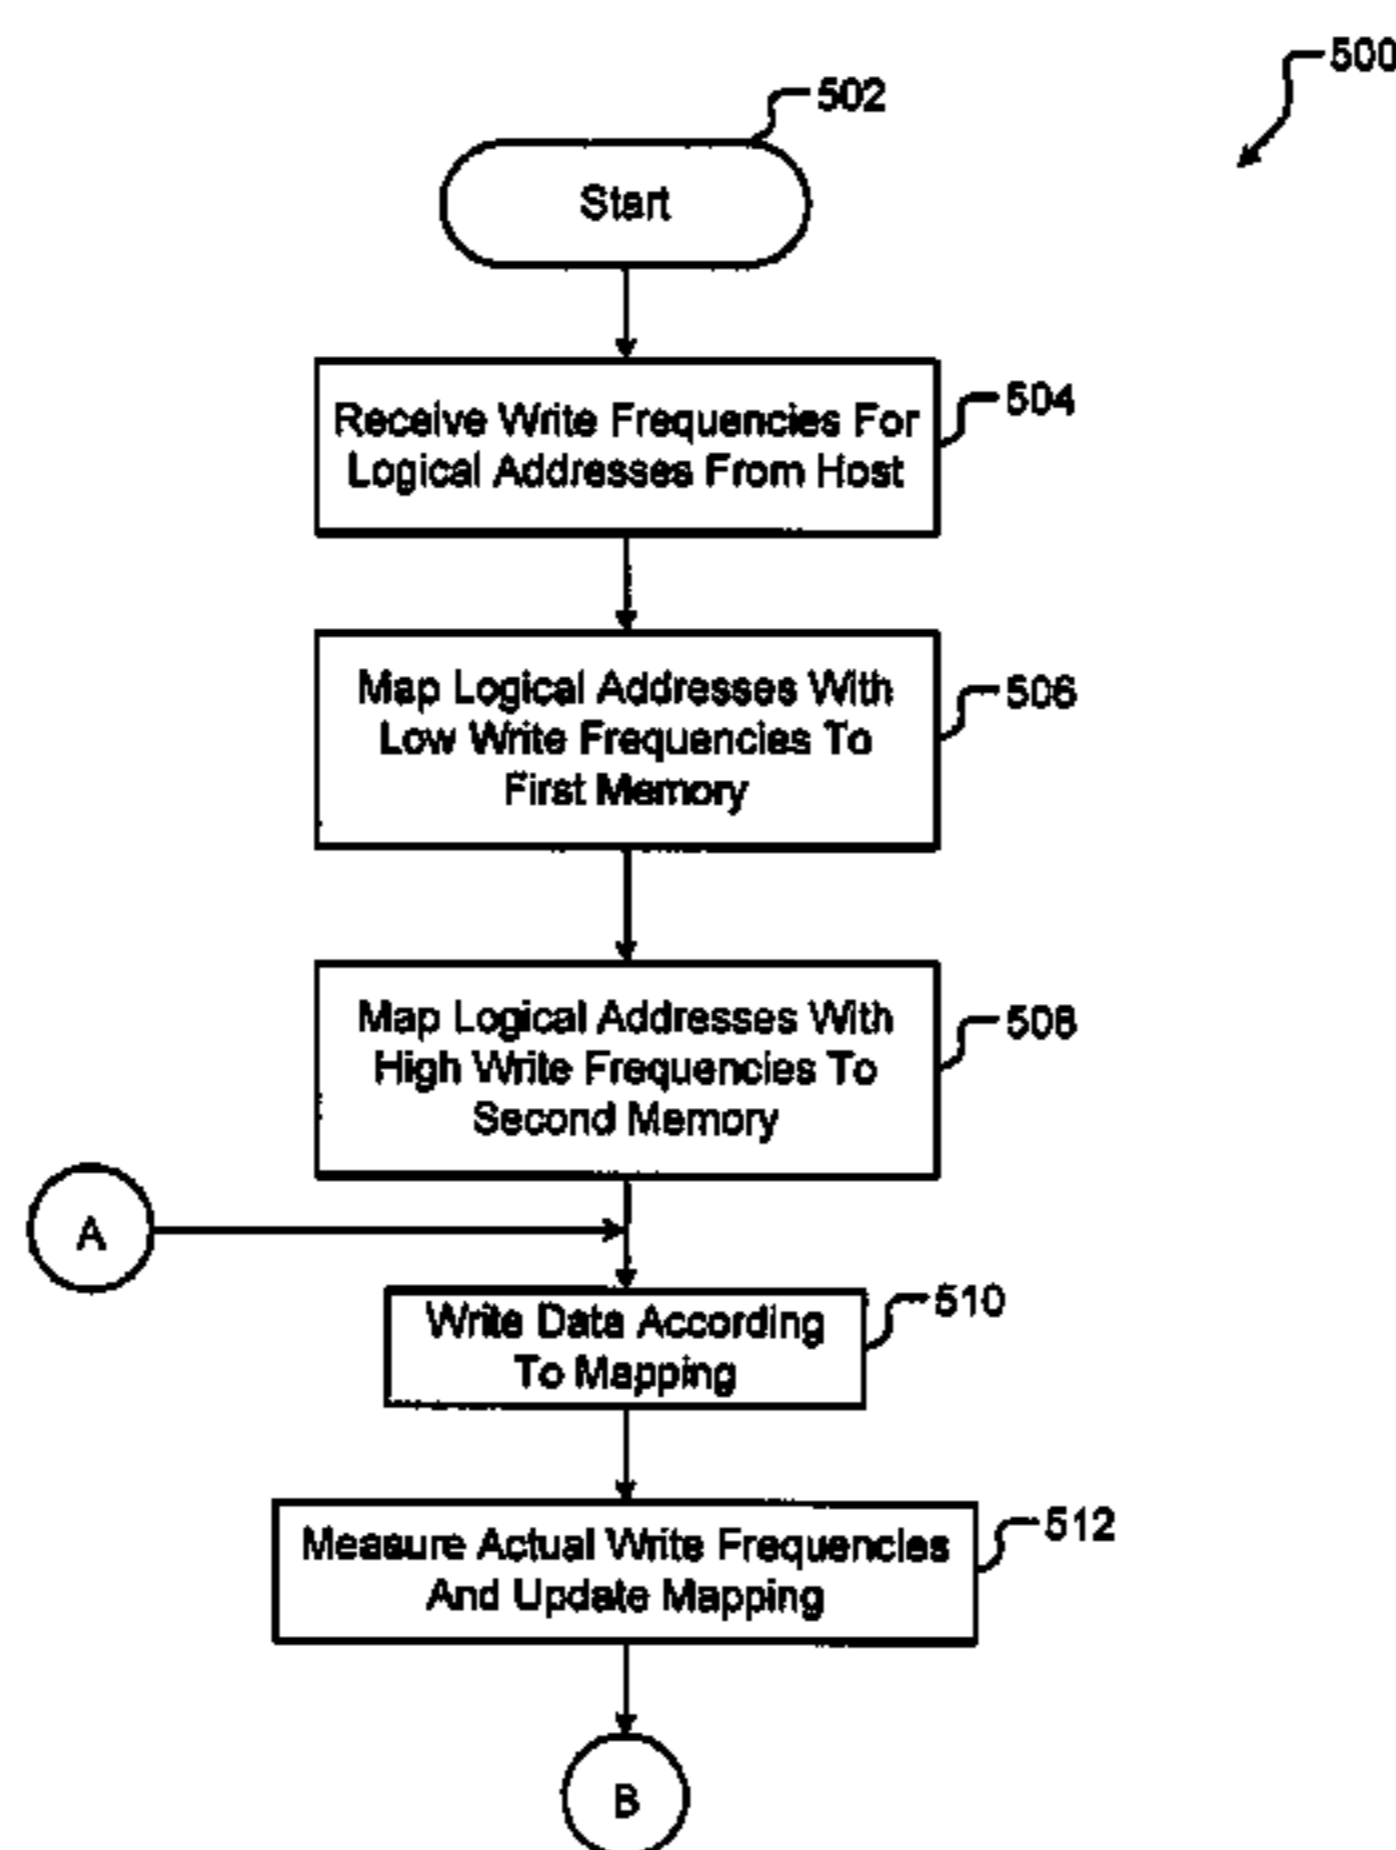 500
502
Start
504
Receive Write Frequencies For
Logical Addresses From Host
506
Map Logical Addresses With
Low Write Frequencies To
First Memory
508
Map Logical Addresses With
High Write Frequencies To
Second Memory
A
510
Write Data According
To Mapping
512
Measure Actual Write Frequencies
And Update Mapping
B